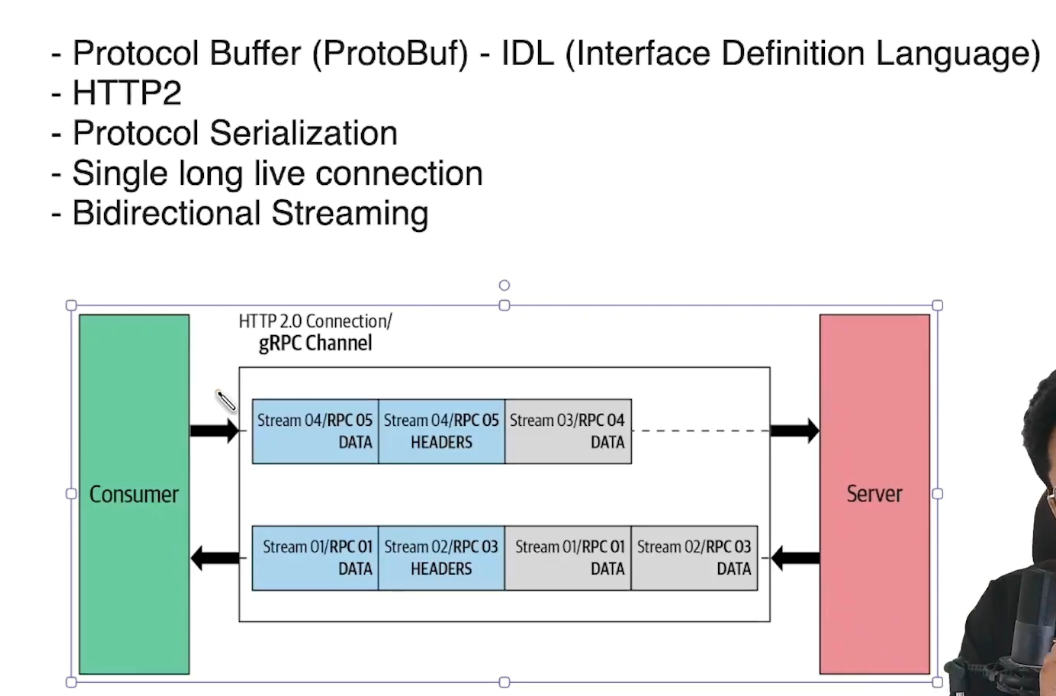 - Protocol Buffer (ProtoBuf) - IDL (Interface Definition Language)
- HTTP2
- Protocol Serialization
- Single long live connection
- Bidirectional Streaming
HTTP 2.0 Connection/
gRPC Channel
Stream 04/RPC 05
DATA
Stream 04/RPC 05
HEADERS
Stream 03/RPC 04
DATA
Consumer
Server
Stream 01/RPC 01
DATA
Stream 02/RPC 03
HEADERS
Stream 01/RPC 01
DATA
Stream 02/RPC 03
DATA